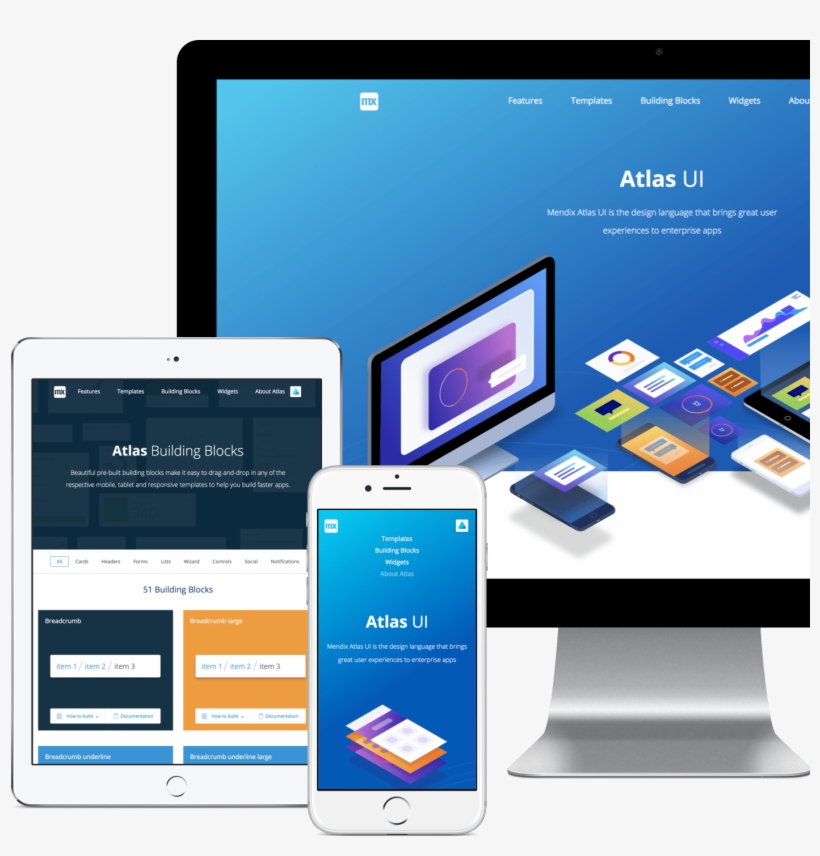 mx
Features Templates Building Blocks Widgets Abou
Atlas UI
Mendix Atlas UI is the design language that brings great user
experiences to enterprise apps
mx Features Templates Building Blocks Widgets About Atlas
Atlas Building Blocks
Beautiful pre-built building blocks make it easy to drag-and-drop in any of the
respective mobile, tablet and responsive templates to help you build faster apps.
All Cards Headers Forms Lists Wizard Controls Social Notifications
51 Building Blocks
Breadcrumb
item 1 / item 2 / item 3
How to build Documentation
Breadcrumb large
item 1 / item 2 / item 3
How to build Documentation
Breadcrumb underline
Breadcrumb underline large
mx
Templates
Building Blocks
Widgets
About Atlas
Atlas UI
Mendix Atlas UI is the design language that brings
great user experiences to enterprise apps